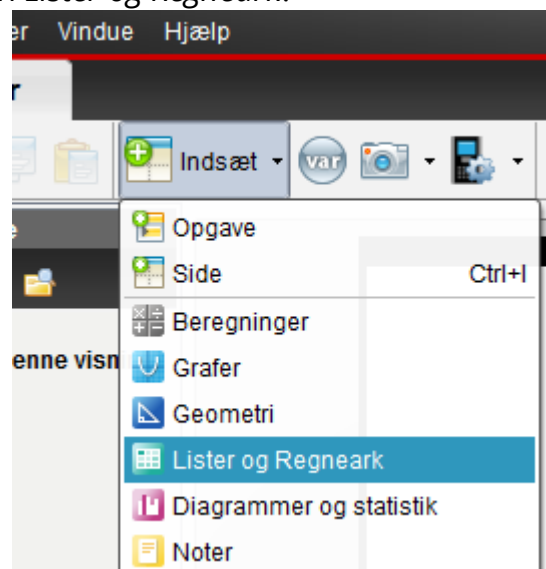 Lister og Regneark.
er Vindue Hjælp
r
Indsæt var
e
Opgave
Side Ctrl+I
Beregninger
enne visn
Grafer
Geometri
Lister og Regneark
Diagrammer og statistik
Noter